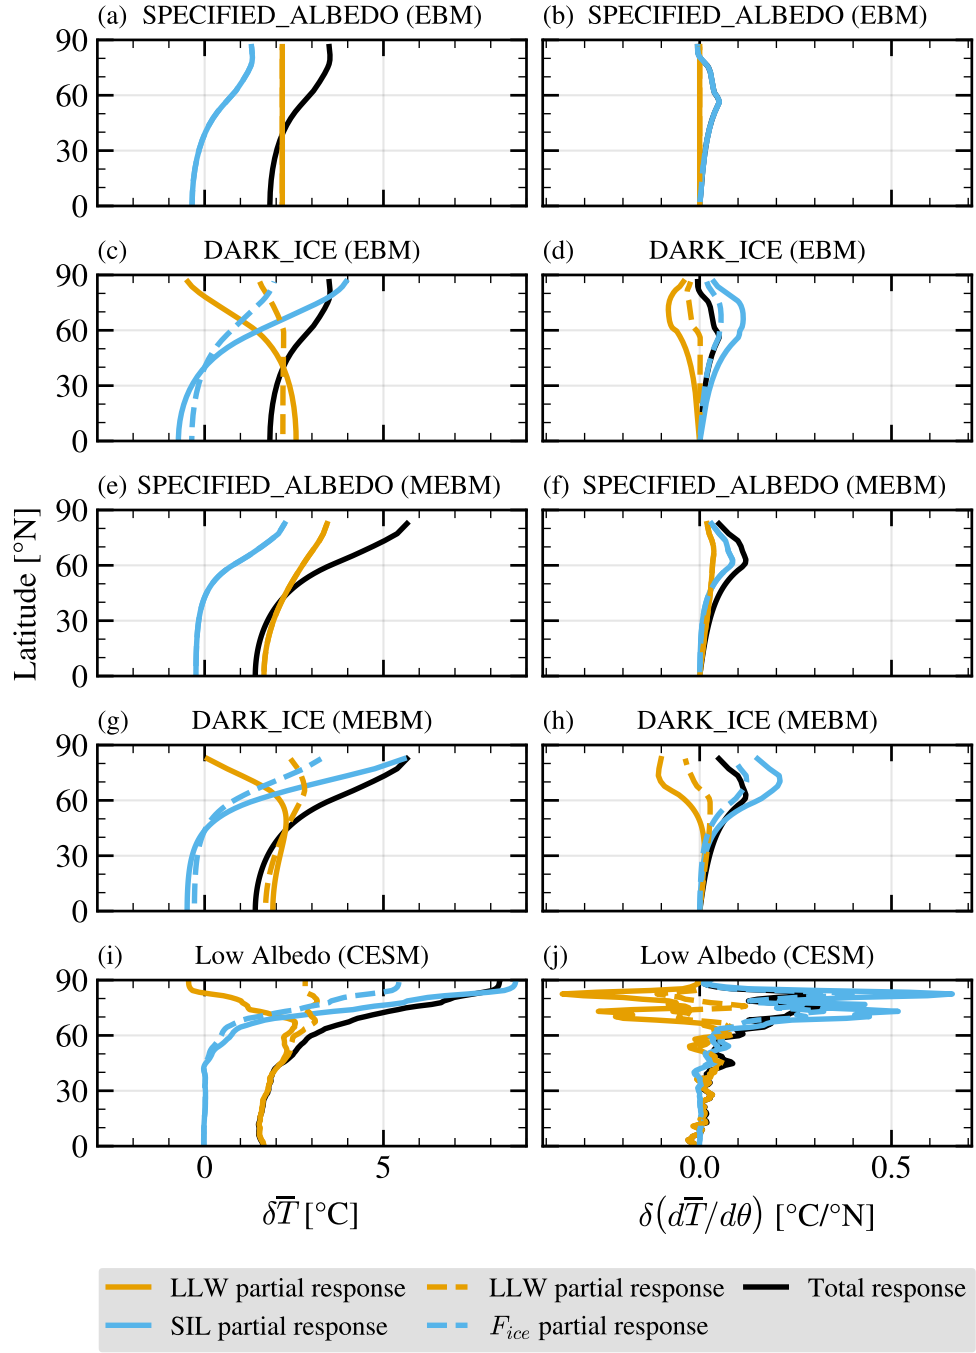 (a) SPECIFIED_ALBEDO (EBM)
(b) SPECIFIED_ALBEDO (EBM)
90
60
30
0
(c) DARK_ICE (EBM)
(d) DARK_ICE (EBM)
90
60
30
0
(e) SPECIFIED_ALBEDO (MEBM)
(f) SPECIFIED_ALBEDO (MEBM)
90
60
30
0
Latitude [°N]
(g) DARK_ICE (MEBM)
(h) DARK_ICE (MEBM)
90
60
30
0
(i) Low Albedo (CESM)
(j) Low Albedo (CESM)
90
60
30
0
0 5
0.0 0.5
δT̅ [°C]
δ(dT̅/dθ) [°C/°N]
LLW partial response
LLW partial response
Total response
SIL partial response
F_ice partial response